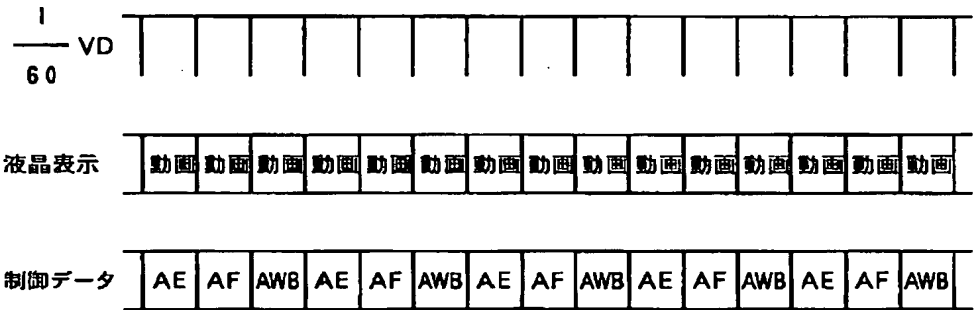 1
60 VD
液晶表示 動画 動画 動画 動画 動画 動画 動画 動画 動画 動画 動画 動画 動画 動画 動画
制御データ AE AF AWB AE AF AWB AE AF AWB AE AF AWB AE AF AWB